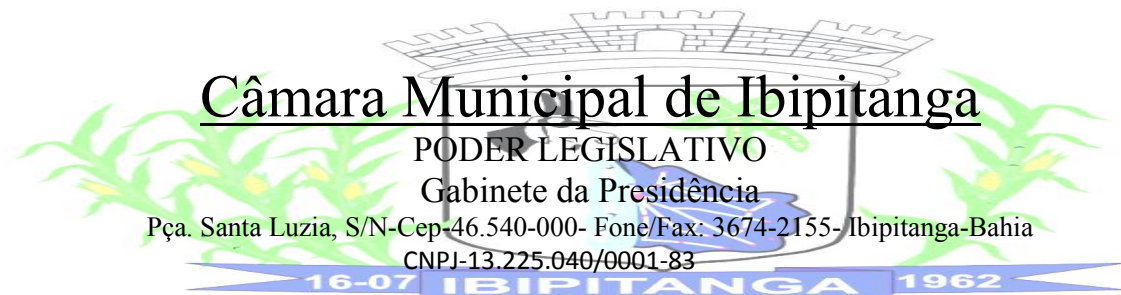 Câmara Municipal de Ibipitanga
PODER LEGISLATIVO
Gabinete da Presidência
Pça. Santa Luzia, S/N-Cep-46.540-000- Fone/Fax: 3674-2155- Ibipitanga-Bahia
CNPJ-13.225.040/0001-83
16-07 IBIPITANGA 1962